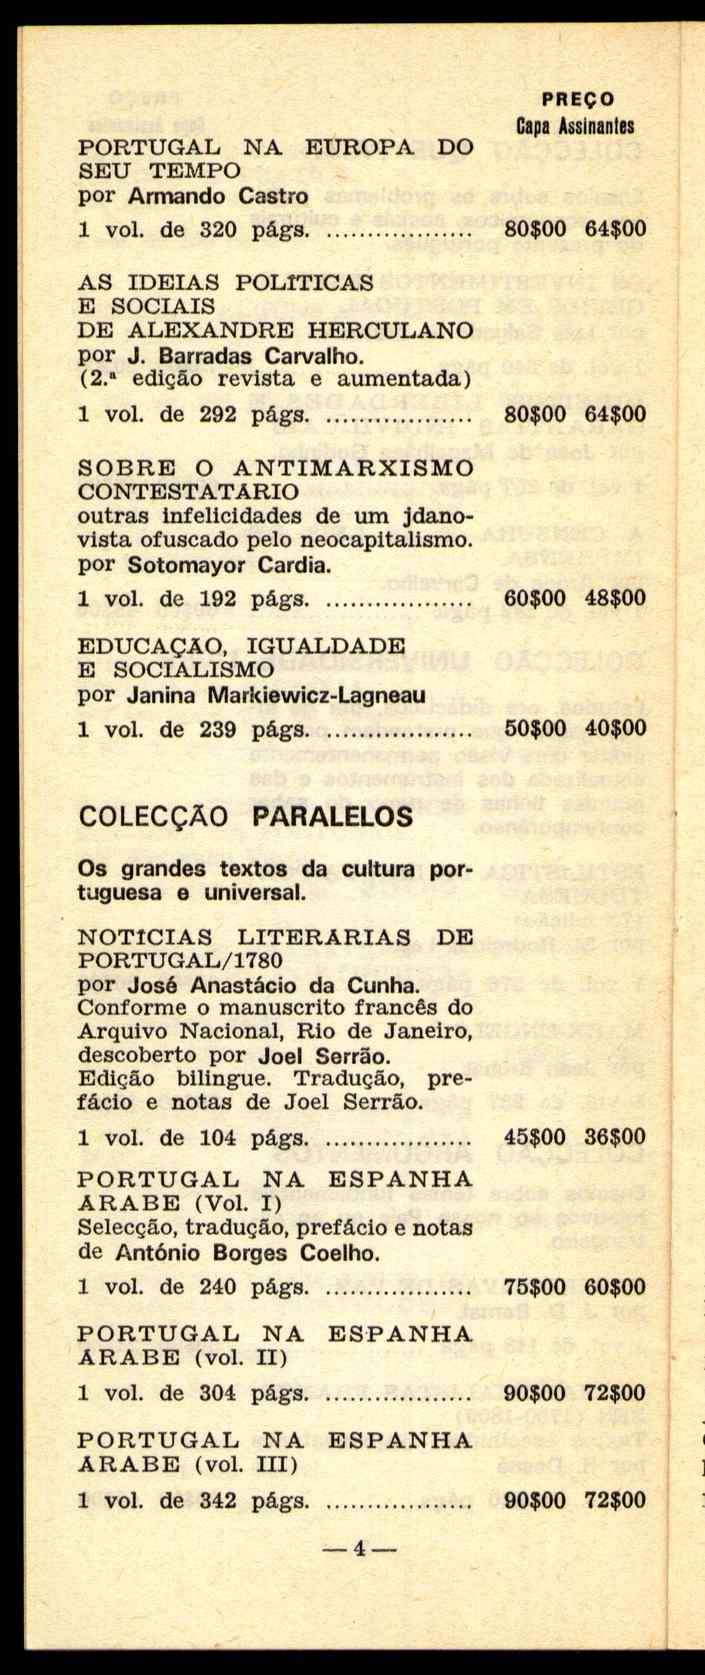 PREÇO
Capa Assinantes
PORTUGAL NA EUROPA DO
SEU TEMPO
por Armando Castro
1 vol. de 320 págs. .................. 80$00 64$00
AS IDEIAS POLÍTICAS
E SOCIAIS
DE ALEXANDRE HERCULANO
por J. Barradas Carvalho.
(2.ª edição revista e aumentada)
1 vol. de 292 págs. .................. 80$00 64$00
SOBRE O ANTIMARXISMO
CONTESTATÁRIO
outras infelicidades de um jdano-
vista ofuscado pelo neocapitalismo.
por Sotomayor Cardia.
1 vol. de 192 págs. .................. 60$00 48$00
EDUCAÇÃO, IGUALDADE
E SOCIALISMO
por Janina Markiewicz-Lagneau
1 vol. de 239 págs. .................. 50$00 40$00
COLECÇÃO PARALELOS
Os grandes textos da cultura por-
tuguesa e universal.
NOTÍCIAS LITERÁRIAS DE
PORTUGAL/1780
por José Anastácio da Cunha.
Conforme o manuscrito francês do
Arquivo Nacional, Rio de Janeiro,
descoberto por Joel Serrão.
Edição bilingue. Tradução, pre-
fácio e notas de Joel Serrão.
1 vol. de 104 págs. .................. 45$00 36$00
PORTUGAL NA ESPANHA
ÁRABE (Vol. I)
Selecção, tradução, prefácio e notas
de António Borges Coelho.
1 vol. de 240 págs. .................. 75$00 60$00
PORTUGAL NA ESPANHA
ÁRABE (vol. II)
1 vol. de 304 págs. .................. 90$00 72$00
PORTUGAL NA ESPANHA
ÁRABE (vol. III)
1 vol. de 342 págs. .................. 90$00 72$00
— 4 —